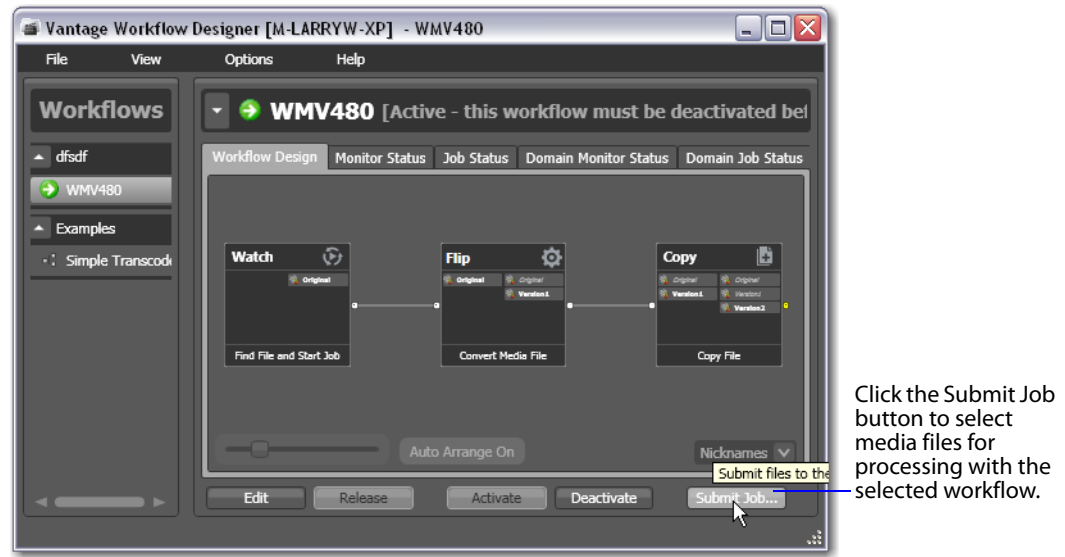 Vantage Workflow Designer [M-LARRYW-XP] - WMV480
File View Options Help
Workflows
dfsdf
WMV480
Examples
Simple Transcod
WMV480 [Active - this workflow must be deactivated bef
Workflow Design Monitor Status Job Status Domain Monitor Status Domain Job Status
Watch
Original
Find File and Start Job
Flip
Original Original
Version1
Convert Media File
Copy
Original Original
Version1 Version1
Version2
Copy File
Auto Arrange On
Nicknames
Submit files to the
Edit Release Activate Deactivate Submit Job...
Click the Submit Job
button to select
media files for
processing with the
selected workflow.